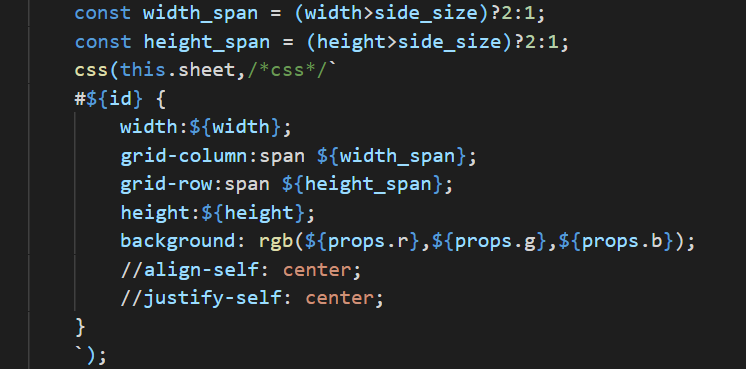 const width_span = (width>side_size)?2:1;
const height_span = (height>side_size)?2:1;
css(this.sheet,/*css*/`
#${id} {
    width:${width};
    grid-column:span ${width_span};
    grid-row:span ${height_span};
    height:${height};
    background: rgb(${props.r},${props.g},${props.b});
    //align-self: center;
    //justify-self: center;
}
`);